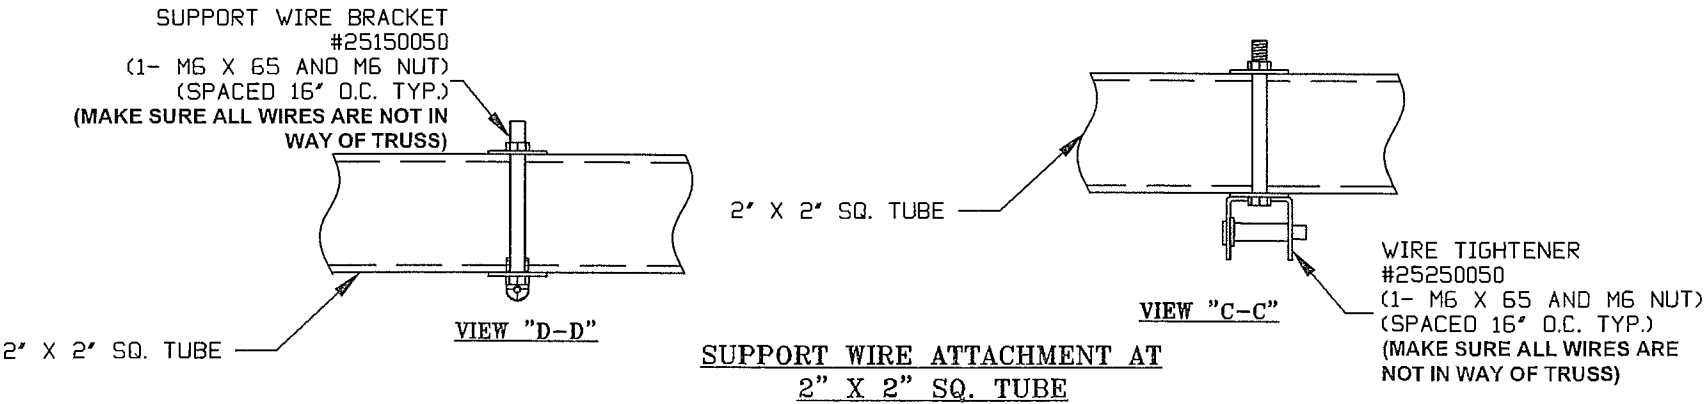 SUPPORT WIRE BRACKET
#25150050
(1- M6 X 65 AND M6 NUT)
(SPACED 16" O.C. TYP.)
(MAKE SURE ALL WIRES ARE NOT IN
WAY OF TRUSS)
2" X 2" SQ. TUBE
VIEW "D-D"
2" X 2" SQ. TUBE
VIEW "C-C"
WIRE TIGHTENER
#25250050
(1- M6 X 65 AND M6 NUT)
(SPACED 16" O.C. TYP.)
(MAKE SURE ALL WIRES ARE
NOT IN WAY OF TRUSS)
SUPPORT WIRE ATTACHMENT AT
2" X 2" SQ. TUBE